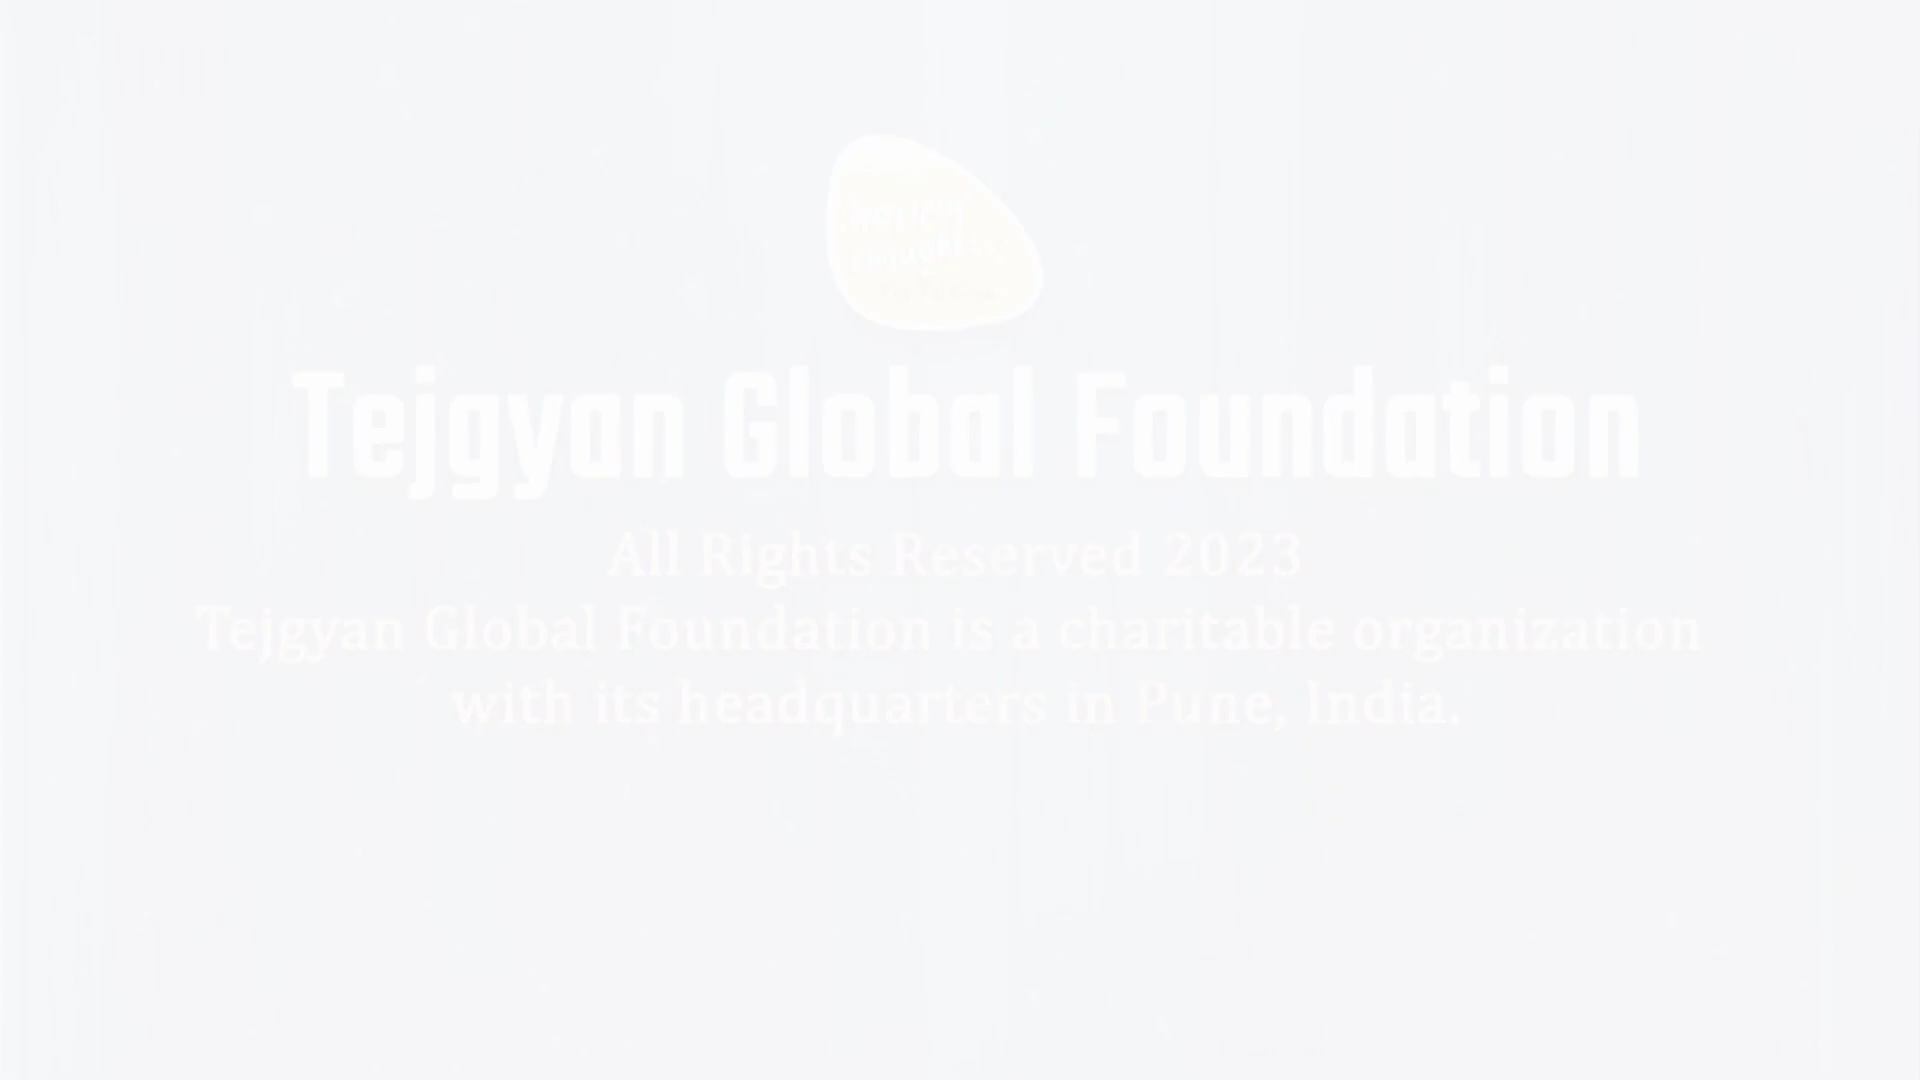 Tejgyan Global Foundation
All Rights Reserved 2023
Tejgyan Global Foundation is a charitable organization
with its headquarters in Pune, India.